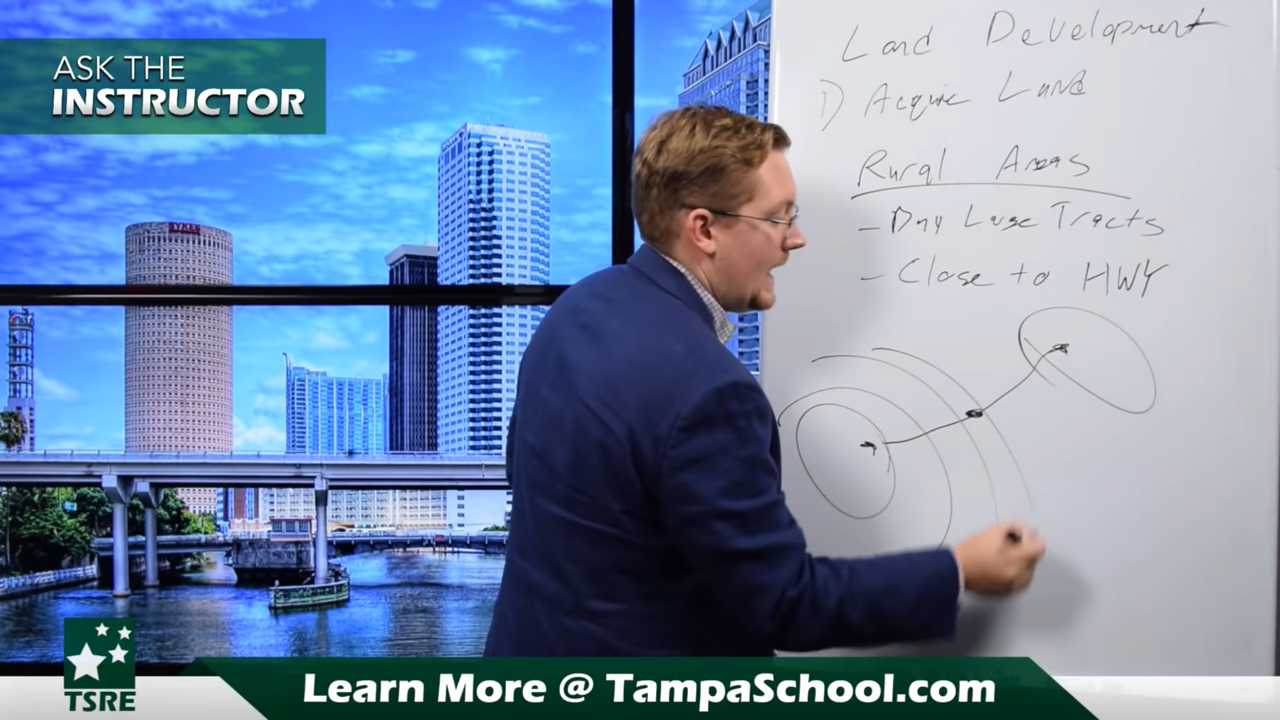 ASK THE
INSTRUCTOR
Land Development
1) Acquire Land
Rural Areas
- Large Tracts
- Close to HWY
SYKES
TSRE
Learn More @ TampaSchool.com